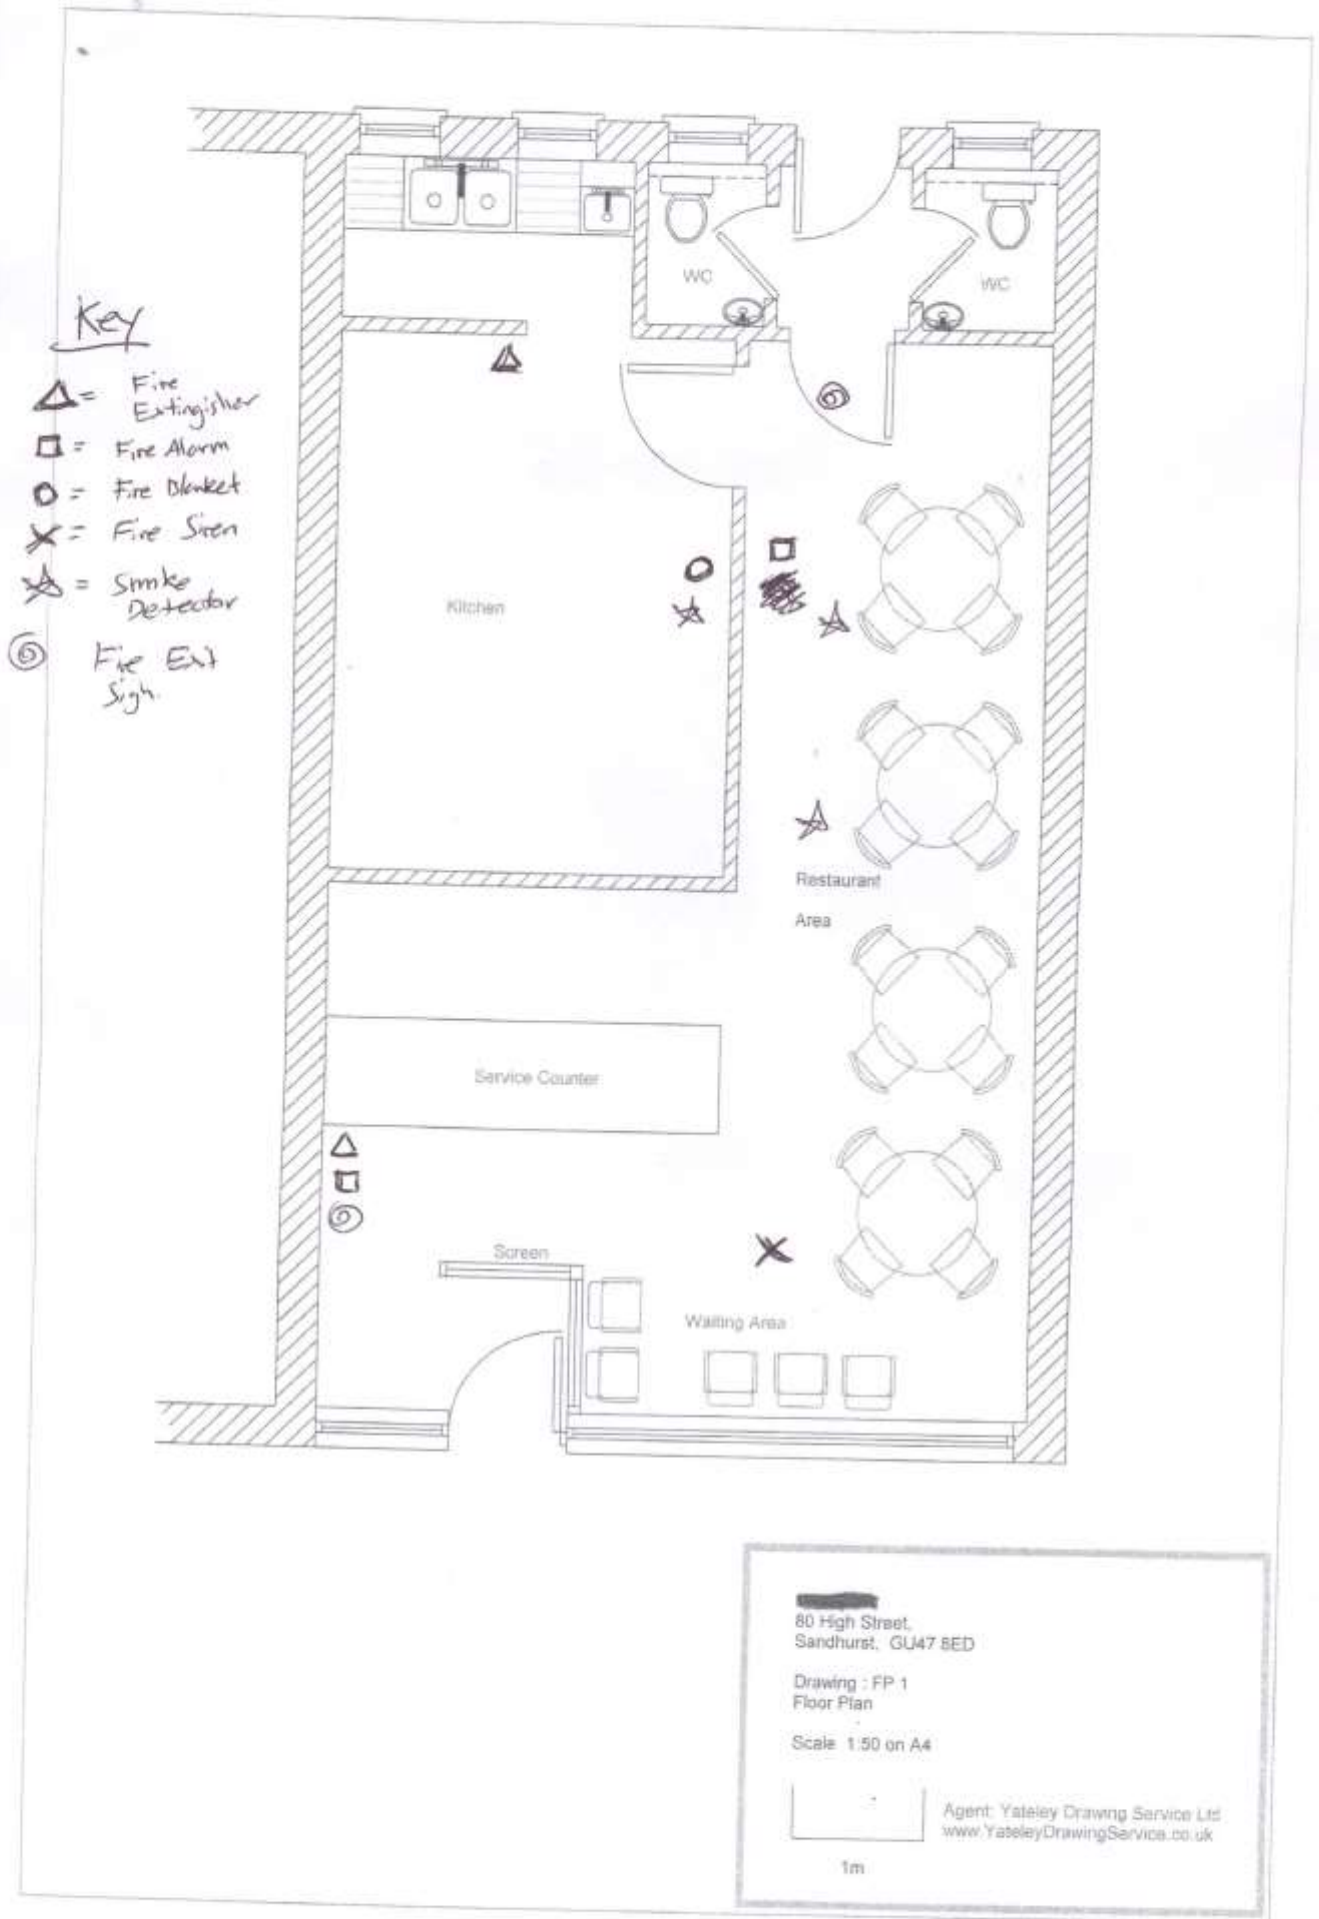 Key
= Fire
Extingisher
= Fire Alarm
= Fire Blanket
= Fire Siren
= Smke
Detector
Fire Exit
Sign.
WC
WC
Kitchen
Restaurant
Area
Service Counter
Screen
Waiting Area
80 High Street,
Sandhurst, GU47 8ED
Drawing : FP 1
Floor Plan
Scale 1:50 on A4
Agent: Yateley Drawing Service Ltd
www.YateleyDrawingService.co.uk
1m